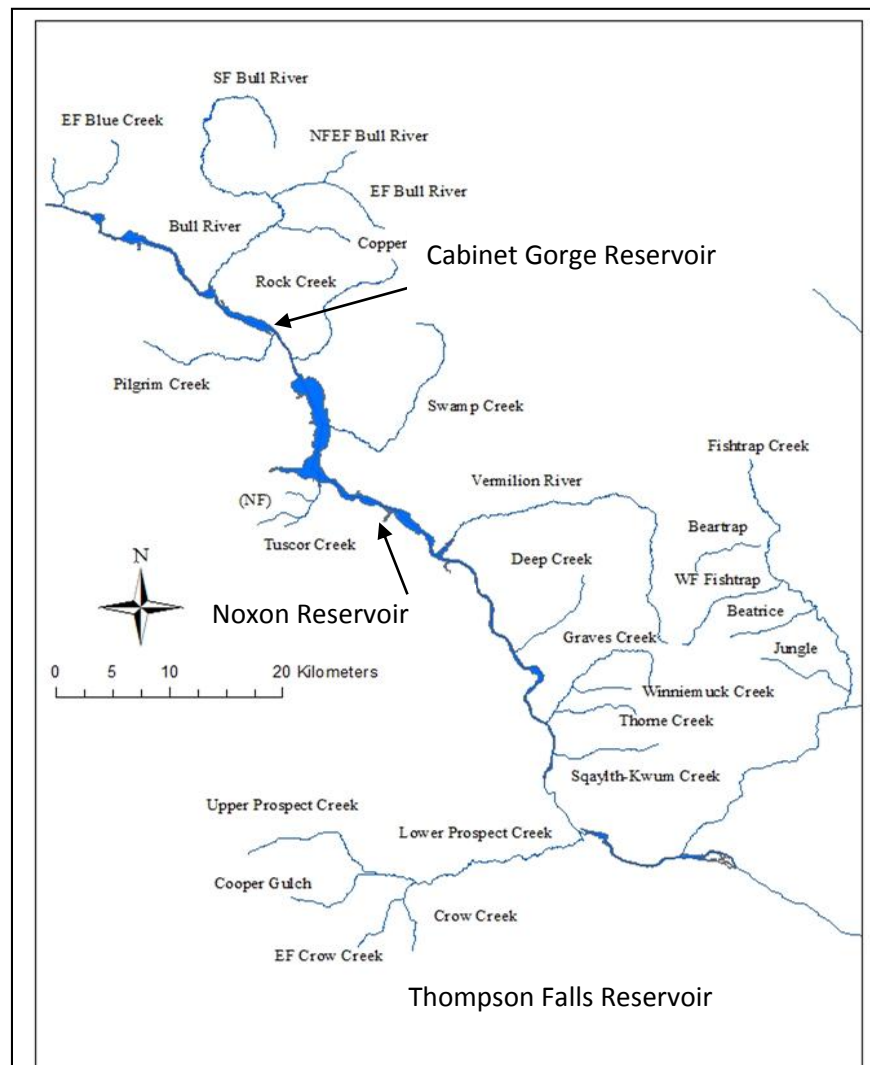 SF Bull River
EF Blue Creek
NFEF Bull River
EF Bull River
Bull River
Copper
Cabinet Gorge Reservoir
Rock Creek
Pilgrim Creek
Swamp Creek
Fishtrap Creek
Vermilion River
(NF)
Beartrap
Tuscor Creek
Deep Creek
N
WF Fishtrap
Noxon Reservoir
Beatrice
Graves Creek
Jungle
0 5 10 20 Kilometers
Winniemuck Creek
Thorne Creek
Sqaylth-Kwum Creek
Upper Prospect Creek
Lower Prospect Creek
Cooper Gulch
Crow Creek
EF Crow Creek
Thompson Falls Reservoir